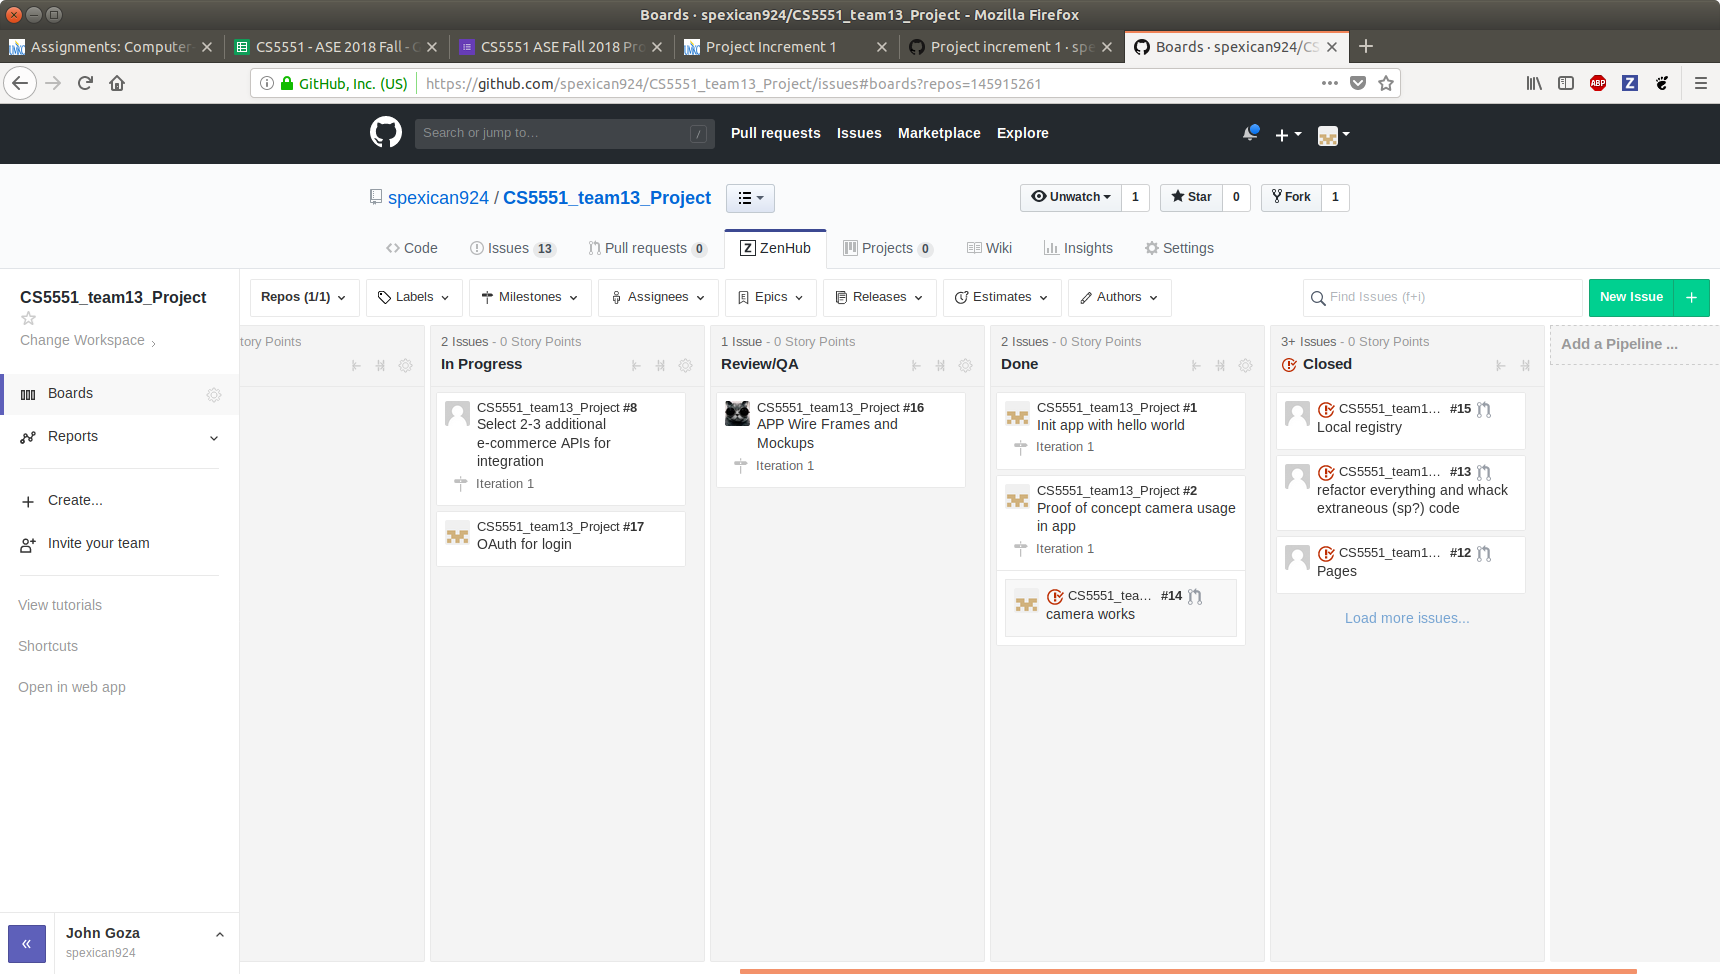 Boards · spexican924/CS5551_team13_Project - Mozilla Firefox
Assignments: Computer
CS5551 - ASE 2018 Fall - C
CS5551 ASE Fall 2018 Pro
Project Increment 1
Project increment 1 · spe
Boards · spexican924/CS
GitHub, Inc. (US)
https://github.com/spexican924/CS5551_team13_Project/issues#boards?repos=145915261
ABP
Z
Search or jump to...
/
Pull requests
Issues
Marketplace
Explore
spexican924 / CS5551_team13_Project
Unwatch 1
Star 0
Fork 1
Code
Issues 13
Pull requests 0
Z ZenHub
Projects 0
Wiki
Insights
Settings
CS5551_team13_Project
Change Workspace
Boards
Reports
Create...
Invite your team
View tutorials
Shortcuts
Open in web app
John Goza
spexican924
Repos (1/1)
Labels
Milestones
Assignees
Epics
Releases
Estimates
Authors
Find Issues (f+i)
New Issue
tory Points
2 Issues - 0 Story Points
In Progress
CS5551_team13_Project #8
Select 2-3 additional
e-commerce APIs for
integration
Iteration 1
CS5551_team13_Project #17
OAuth for login
1 Issue - 0 Story Points
Review/QA
CS5551_team13_Project #16
APP Wire Frames and
Mockups
Iteration 1
2 Issues - 0 Story Points
Done
CS5551_team13_Project #1
Init app with hello world
Iteration 1
CS5551_team13_Project #2
Proof of concept camera usage
in app
Iteration 1
CS5551_tea... #14
camera works
3+ Issues - 0 Story Points
Closed
CS5551_team1... #15
Local registry
CS5551_team1... #13
refactor everything and whack
extraneous (sp?) code
CS5551_team1... #12
Pages
Load more issues...
Add a Pipeline ...